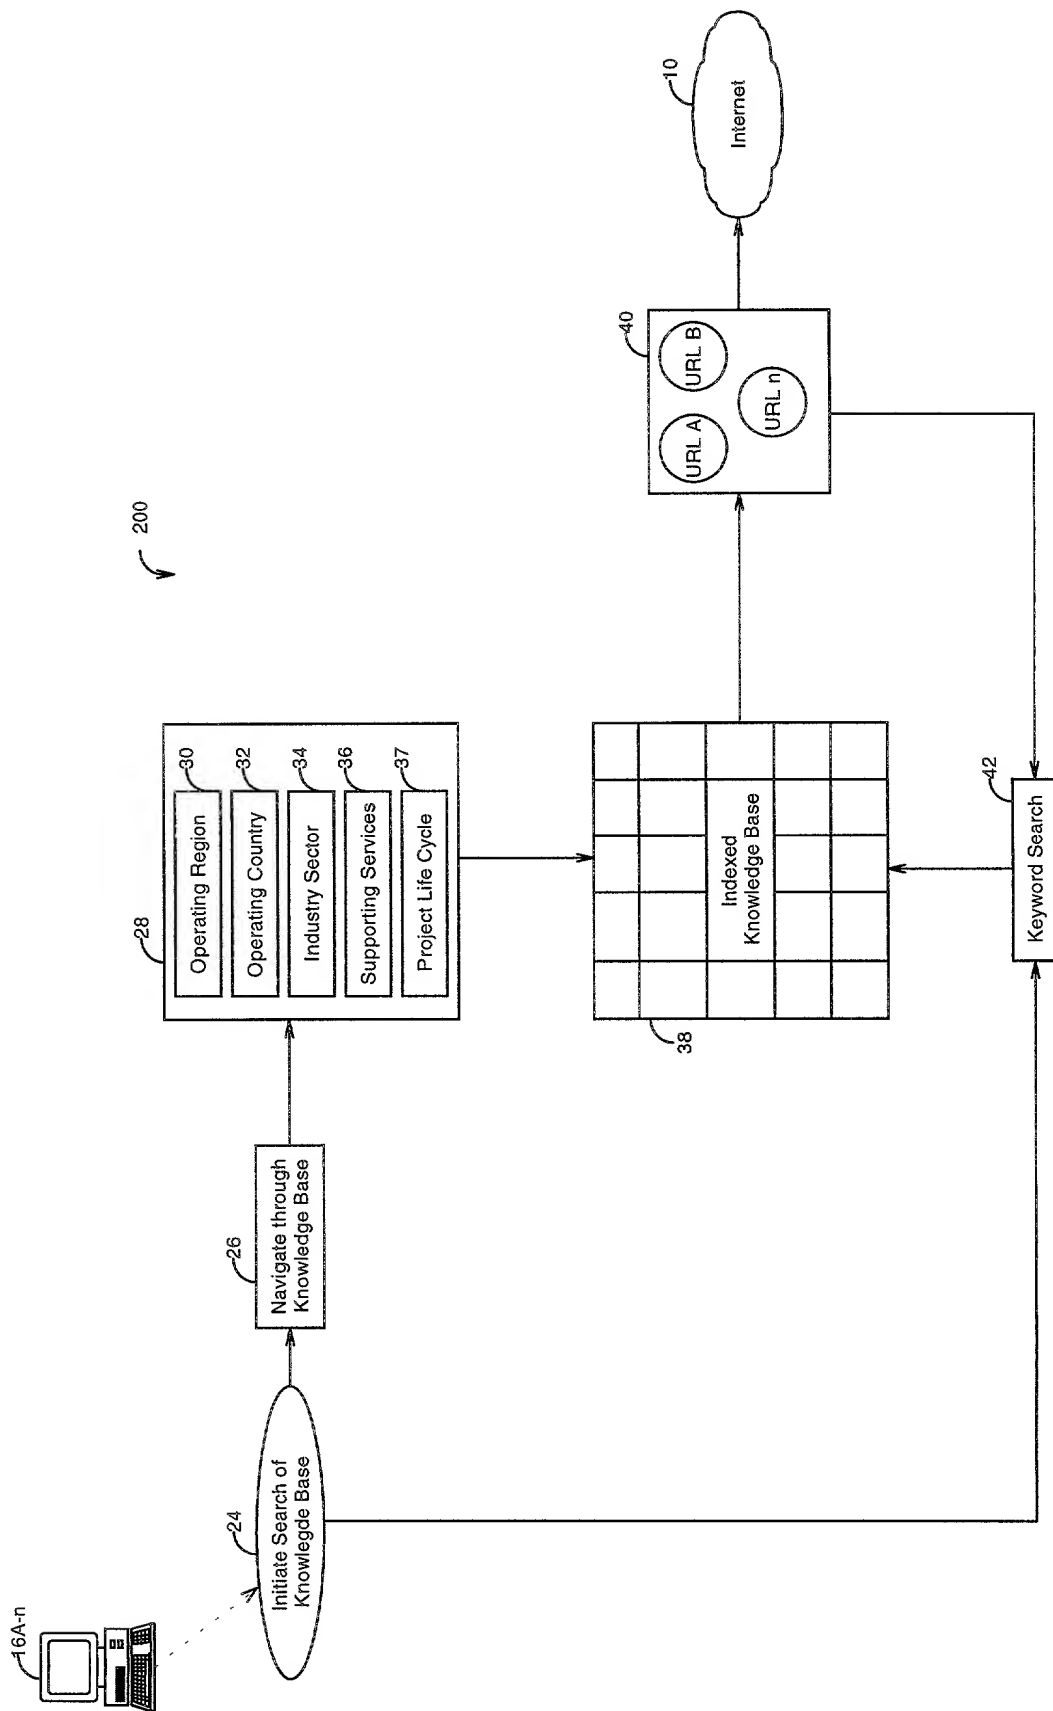 16A-n
24
Initiate Search of
Knowlegde Base
26
Navigate through
Knowledge Base
28
Operating Region
30
Operating Country
32
Industry Sector
34
Supporting Services
36
Project Life Cycle
37
200
38
Indexed
Knowledge Base
40
URL A
URL B
URL n
10
Internet
42
Keyword Search